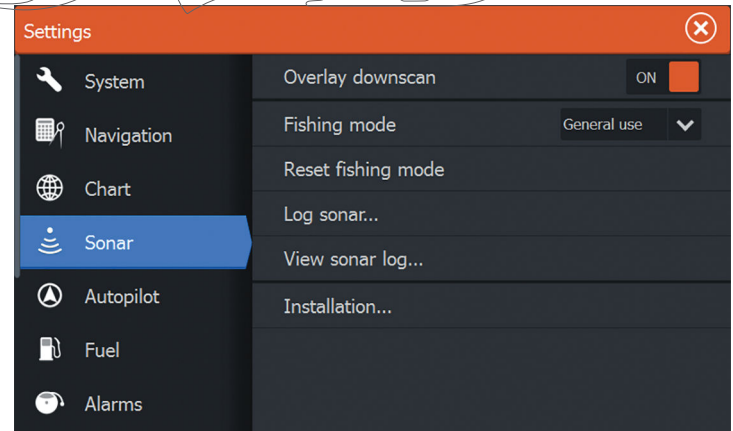 Settings
System
Navigation
Chart
Sonar
Autopilot
Fuel
Alarms
Overlay downscan ON
Fishing mode General use
Reset fishing mode
Log sonar...
View sonar log...
Installation...